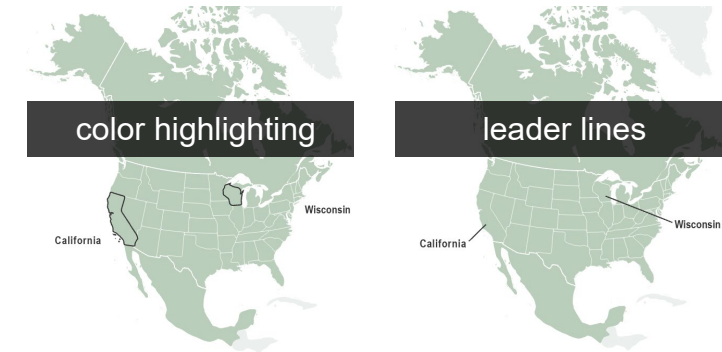 color highlighting
leader lines
Wisconsin
California
Wisconsin
California